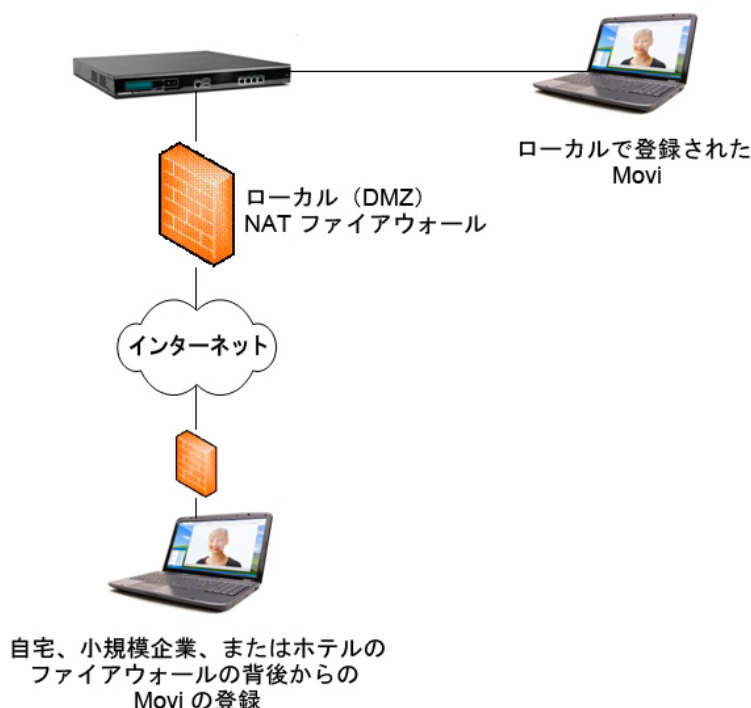 ローカルで登録された
Movi
ローカル（DMZ）
NAT ファイアウォール
インターネット
自宅、小規模企業、またはホテルの
ファイアウォールの背後からの
Movi の登録